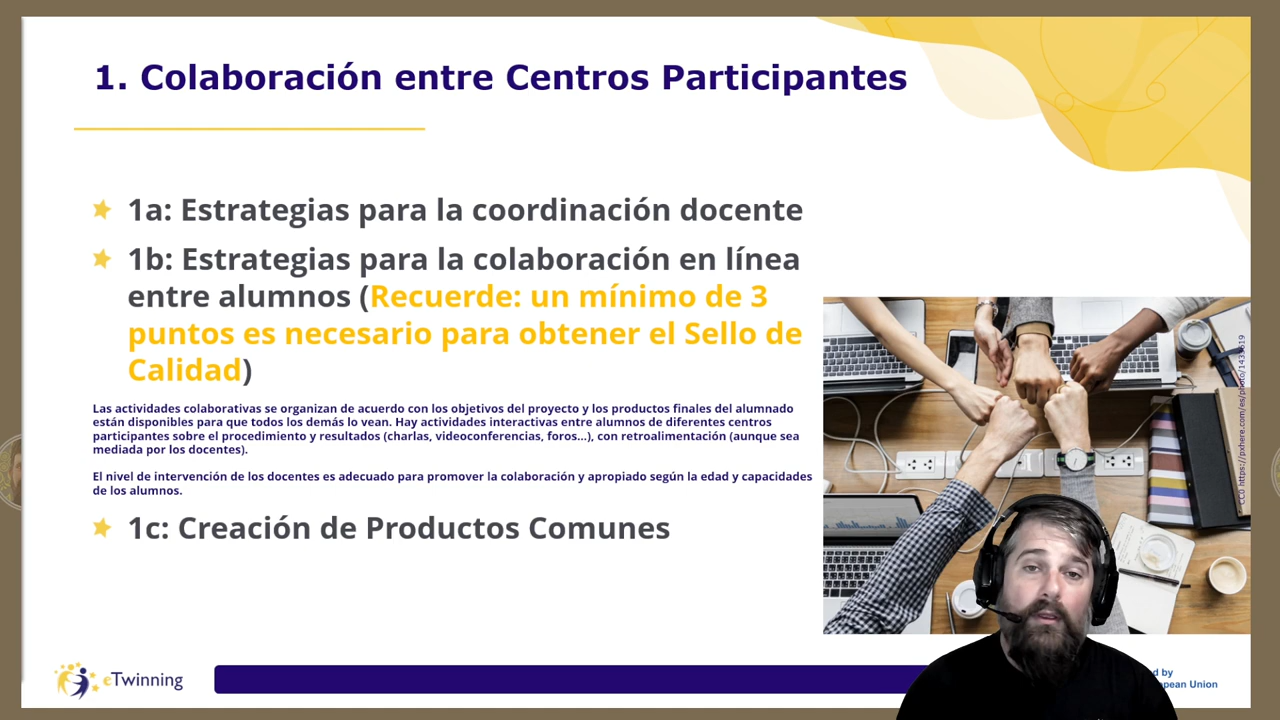 1. Colaboración entre Centros Participantes
1a: Estrategias para la coordinación docente
1b: Estrategias para la colaboración en línea
entre alumnos (Recuerde: un mínimo de 3
puntos es necesario para obtener el Sello de
Calidad)
Las actividades colaborativas se organizan de acuerdo con los objetivos del proyecto y los productos finales del alumnado
están disponibles para que todos los demás lo vean. Hay actividades interactivas entre alumnos de diferentes centros
participantes sobre el procedimiento y resultados (charlas, videoconferencias, foros...), con retroalimentación (aunque sea
mediada por los docentes).
El nivel de intervención de los docentes es adecuado para promover la colaboración y apropiado según la edad y capacidades
de los alumnos.
1c: Creación de Productos Comunes
eTwinning
by
Union